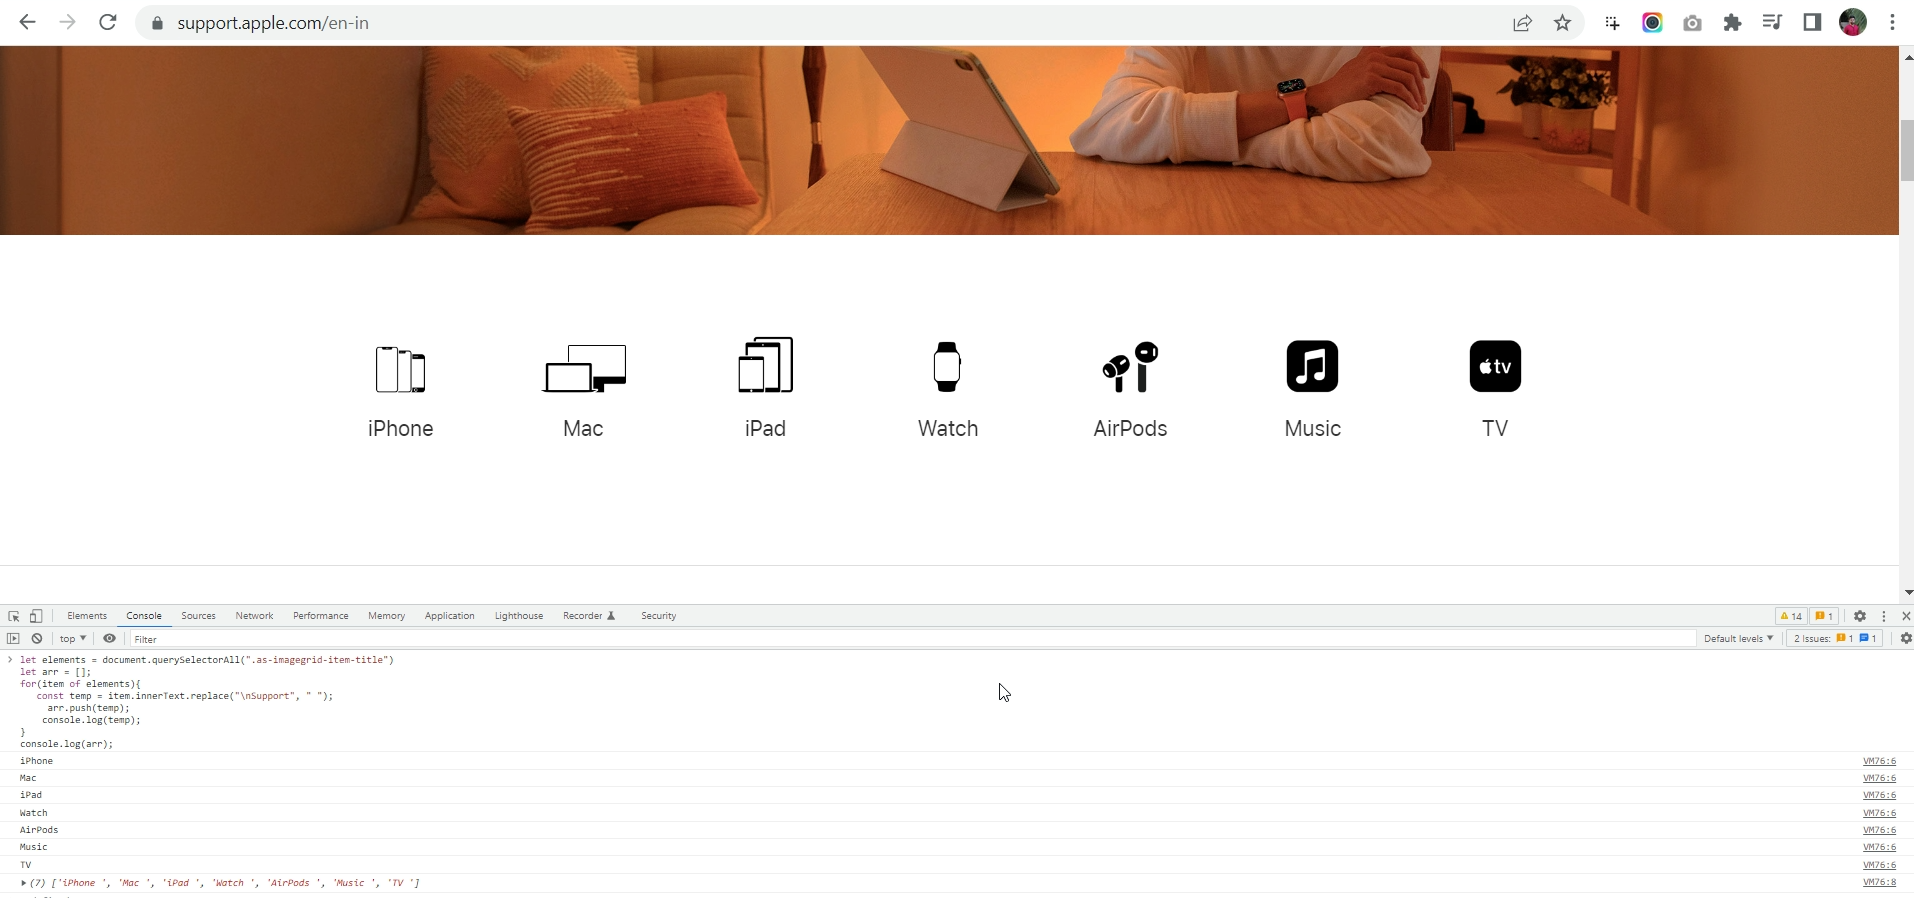 support.apple.com/en-in
iPhone
Mac
iPad
Watch
AirPods
Music
tv
TV
Elements Console Sources Network Performance Memory Application Lighthouse Recorder Security 14 1
top Filter Default levels 2 Issues: 1 1
let elements = document.querySelectorAll(".as-imagegrid-item-title")
let arr = [];
for(item of elements){
const temp = item.innerText.replace("\nSupport", " ");
arr.push(temp);
console.log(temp);
}
console.log(arr);
iPhone VM76:6
Mac VM76:6
iPad VM76:6
Watch VM76:6
AirPods VM76:6
Music VM76:6
TV VM76:6
(7) ['iPhone ', 'Mac ', 'iPad ', 'Watch ', 'AirPods ', 'Music ', 'TV '] VM76:8